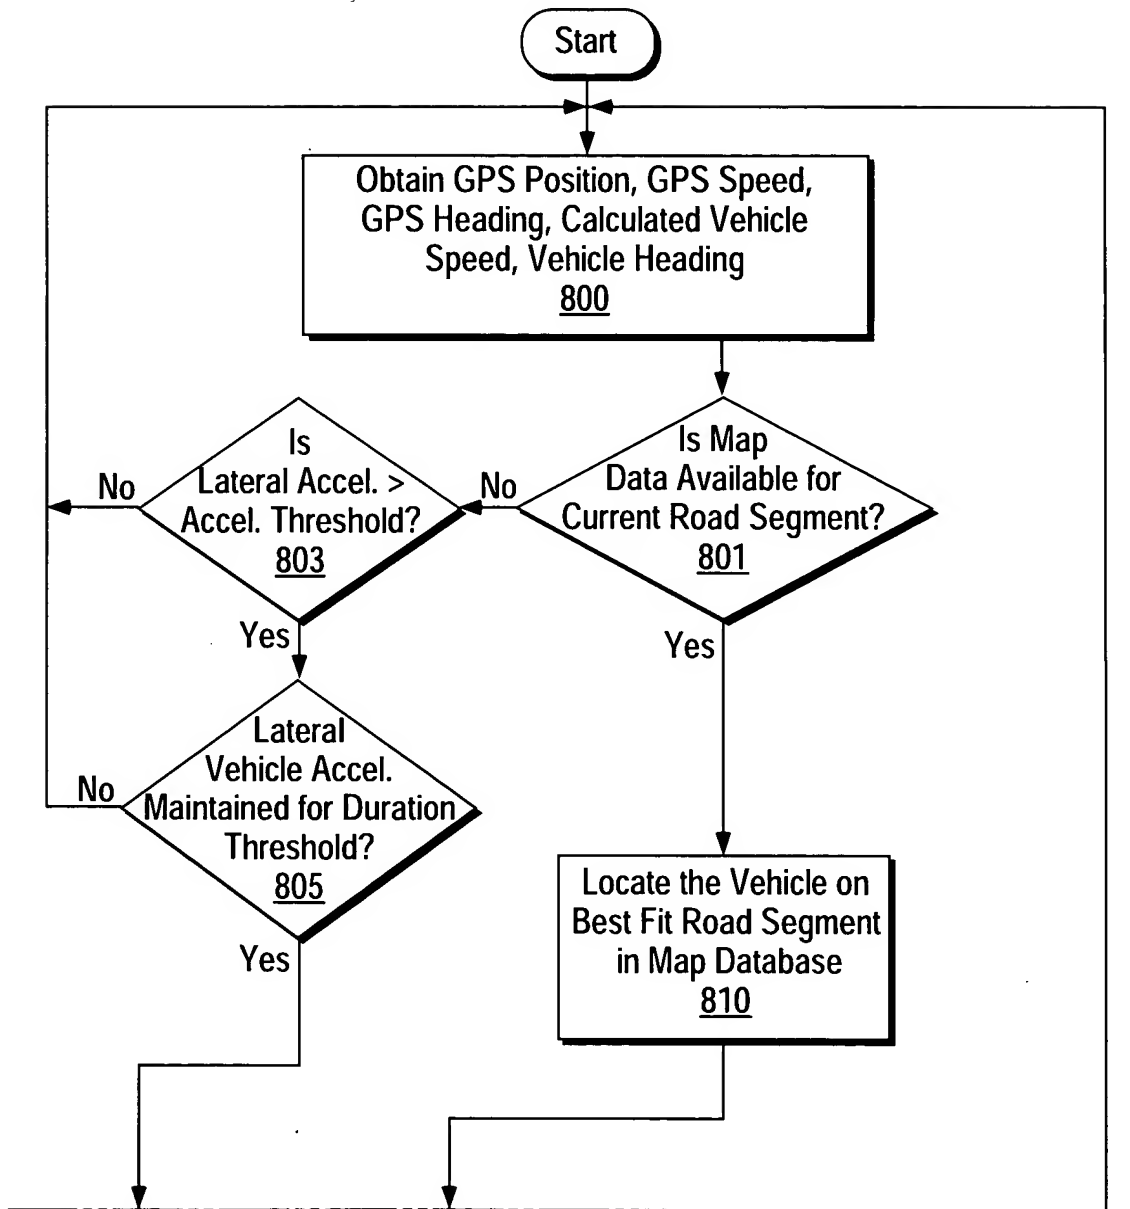 Start
Obtain GPS Position, GPS Speed,
GPS Heading, Calculated Vehicle
Speed, Vehicle Heading
800
Is Map
Data Available for
Current Road Segment?
801
No
Yes
Is
Lateral Accel. >
Accel. Threshold?
803
No
Yes
Lateral
Vehicle Accel.
Maintained for Duration
Threshold?
805
No
Yes
Locate the Vehicle on
Best Fit Road Segment
in Map Database
810